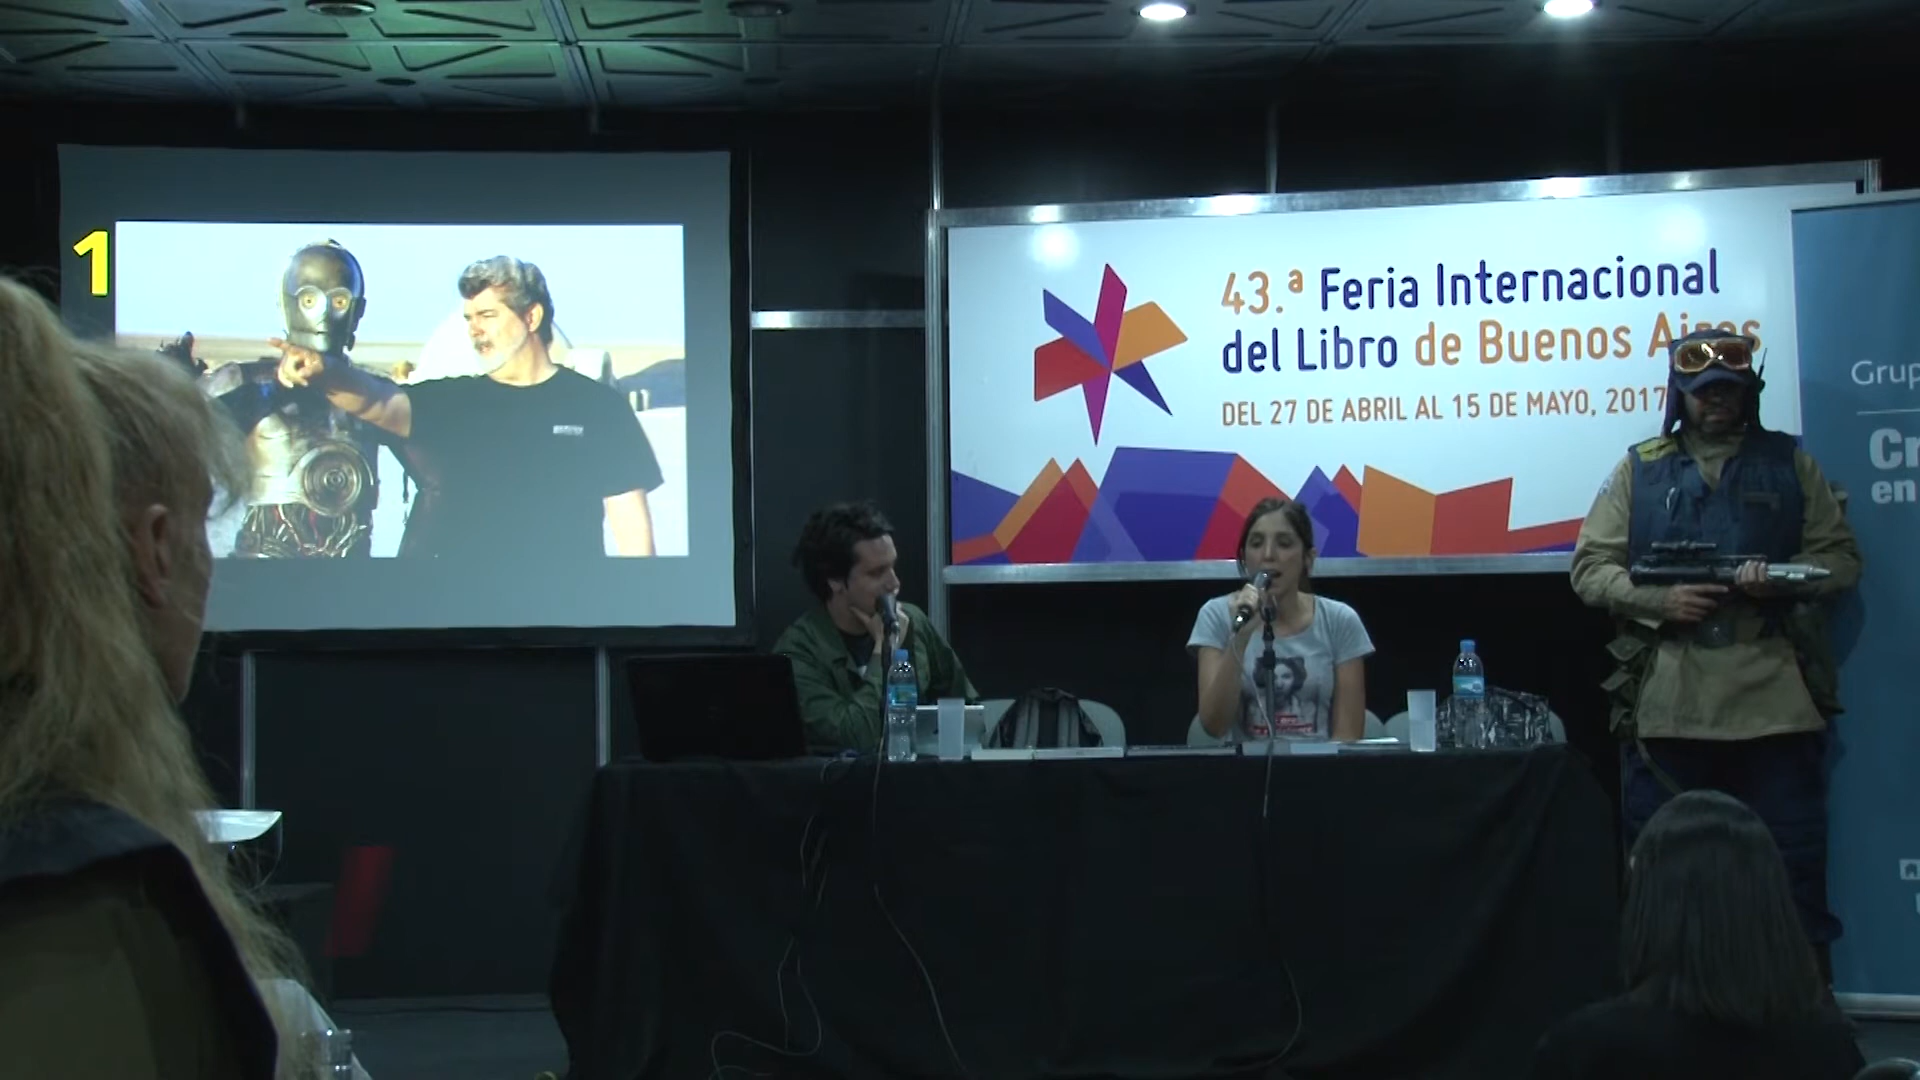 1
43.ª Feria Internacional
del Libro de Buenos Aires
DEL 27 DE ABRIL AL 15 DE MAYO, 2017
Grup
Cr
en